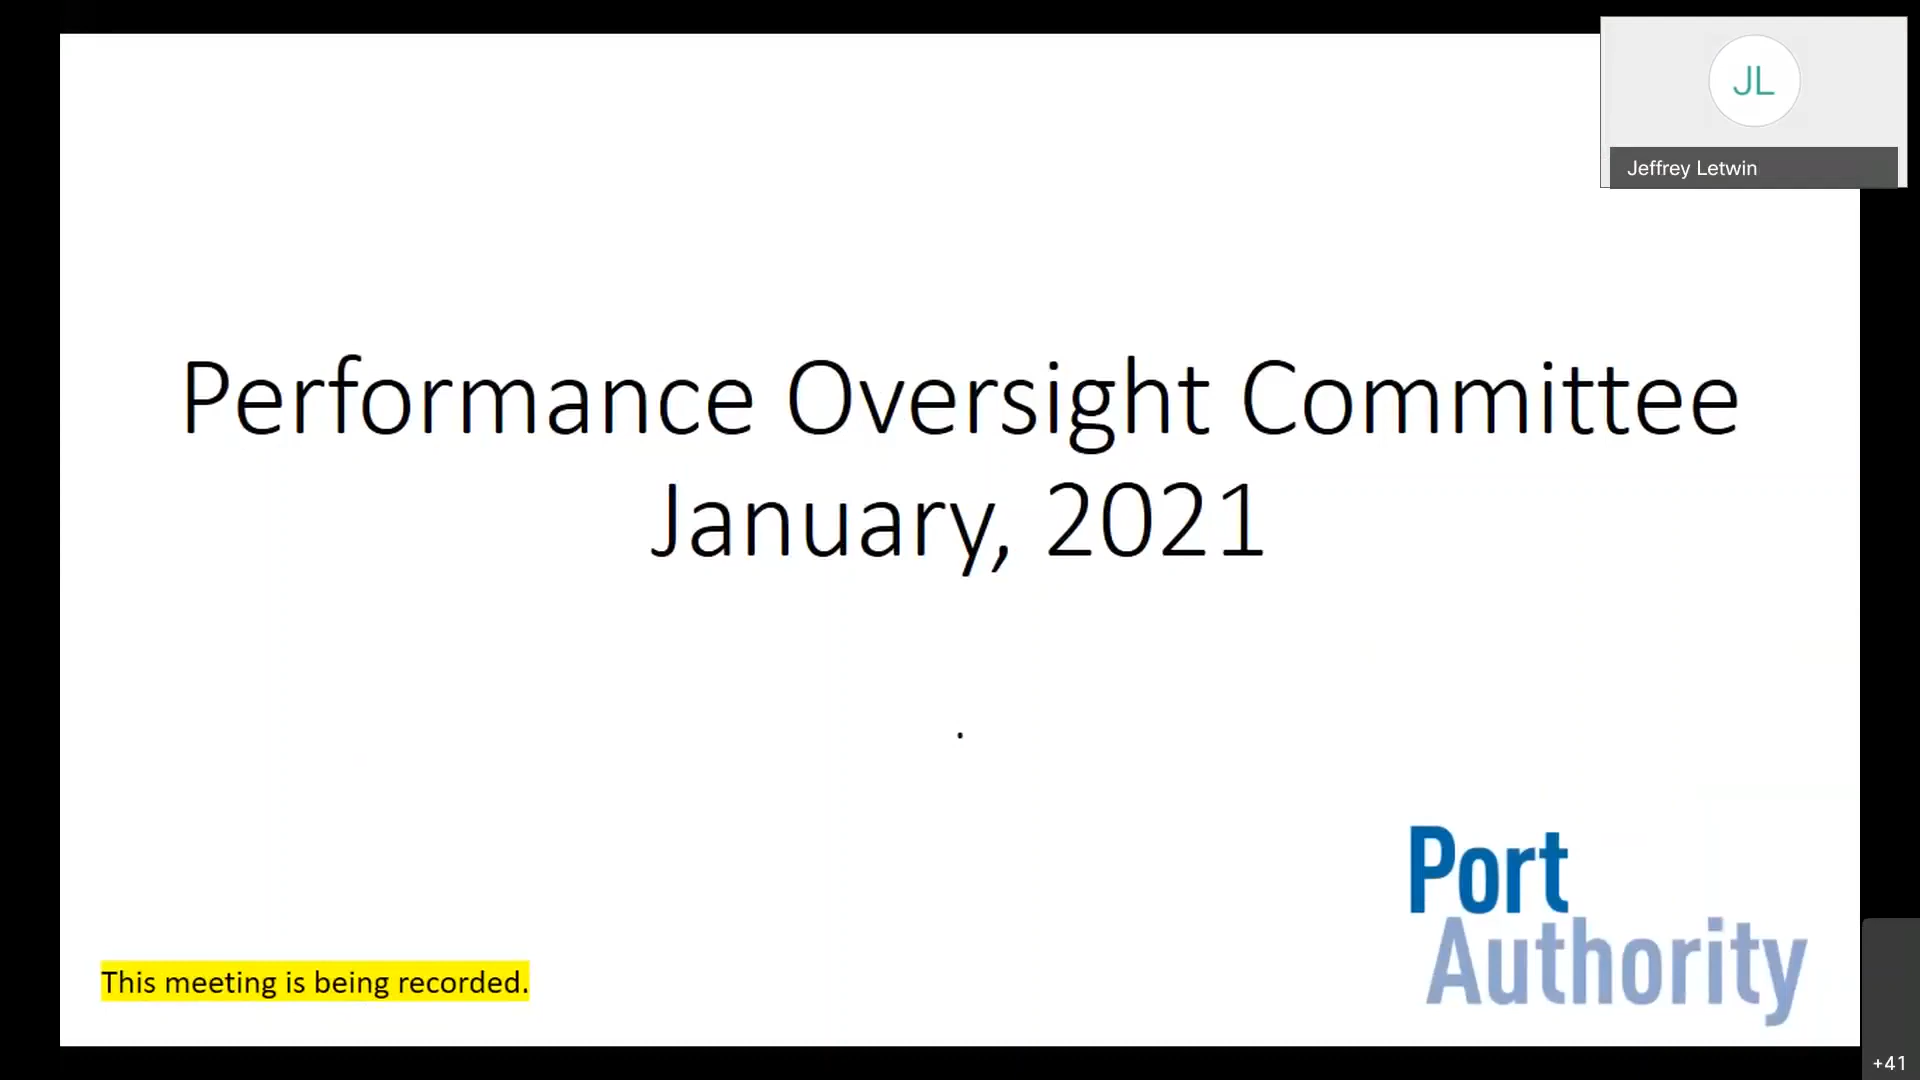 JL
Jeffrey Letwin
Performance Oversight Committee
January, 2021
.
Port
Authority
This meeting is being recorded.
+41